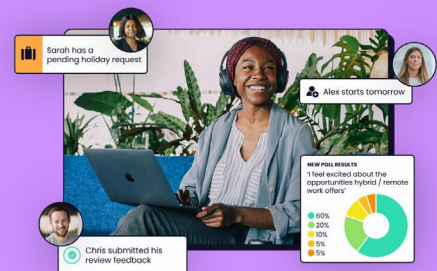 Sarah has a
pending holiday request
Alex starts tomorrow
NEW POLL RESULTS
'I feel excited about the
opportunities hybrid / remote
work offers'
60%
20%
10%
5%
5%
Chris submitted his
review feedback